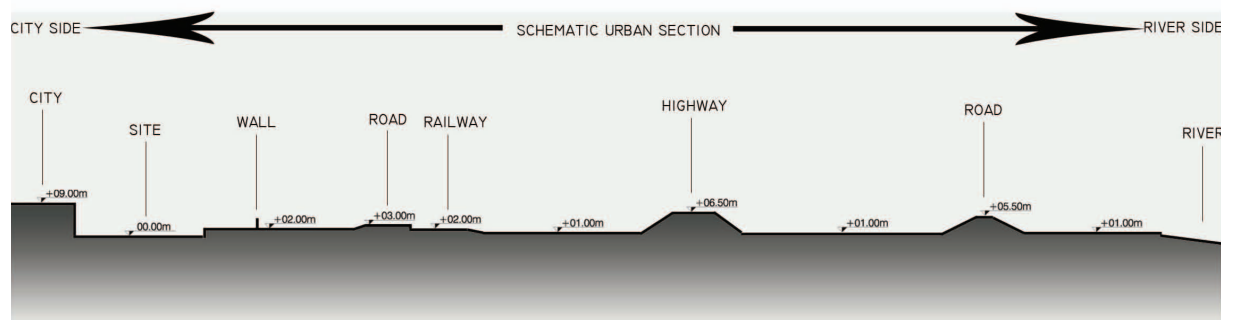 CITY SIDE
SCHEMATIC URBAN SECTION
RIVER SIDE
CITY
SITE
WALL
ROAD
RAILWAY
HIGHWAY
ROAD
RIVER
+09.00m
00.00m
+02.00m
+03.00m
+02.00m
+01.00m
+06.50m
+01.00m
+05.50m
+01.00m